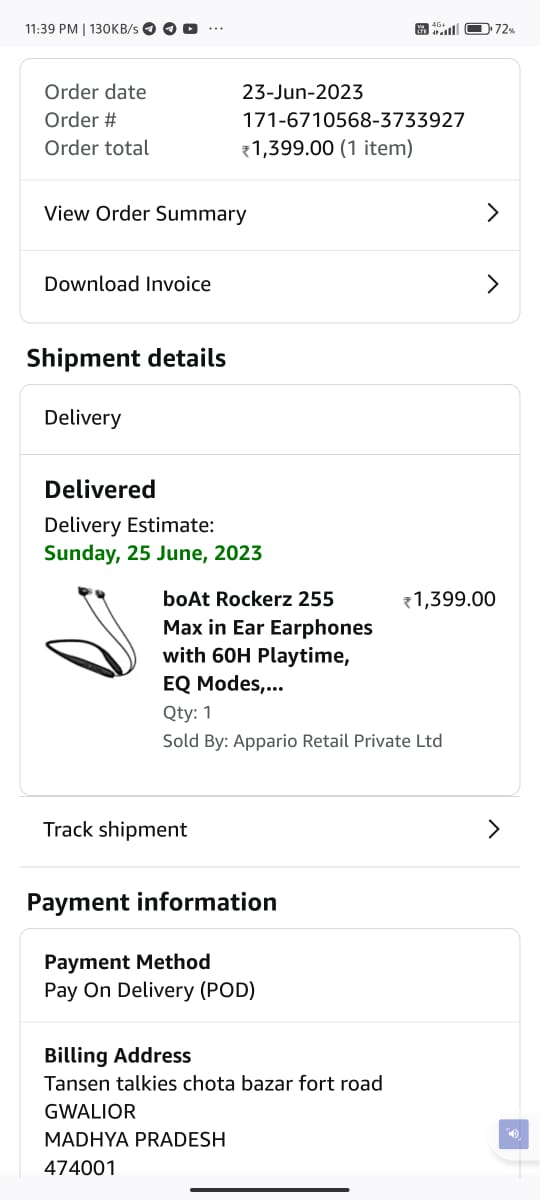 11:39 PM | 130KB/s ...
4G+
72%
Order date 23-Jun-2023
Order # 171-6710568-3733927
Order total ₹1,399.00 (1 item)
View Order Summary
Download Invoice
Shipment details
Delivery
Delivered
Delivery Estimate:
Sunday, 25 June, 2023
boAt Rockerz 255 ₹1,399.00
Max in Ear Earphones
with 60H Playtime,
EQ Modes,...
Qty: 1
Sold By: Appario Retail Private Ltd
Track shipment
Payment information
Payment Method
Pay On Delivery (POD)
Billing Address
Tansen talkies chota bazar fort road
GWALIOR
MADHYA PRADESH
474001